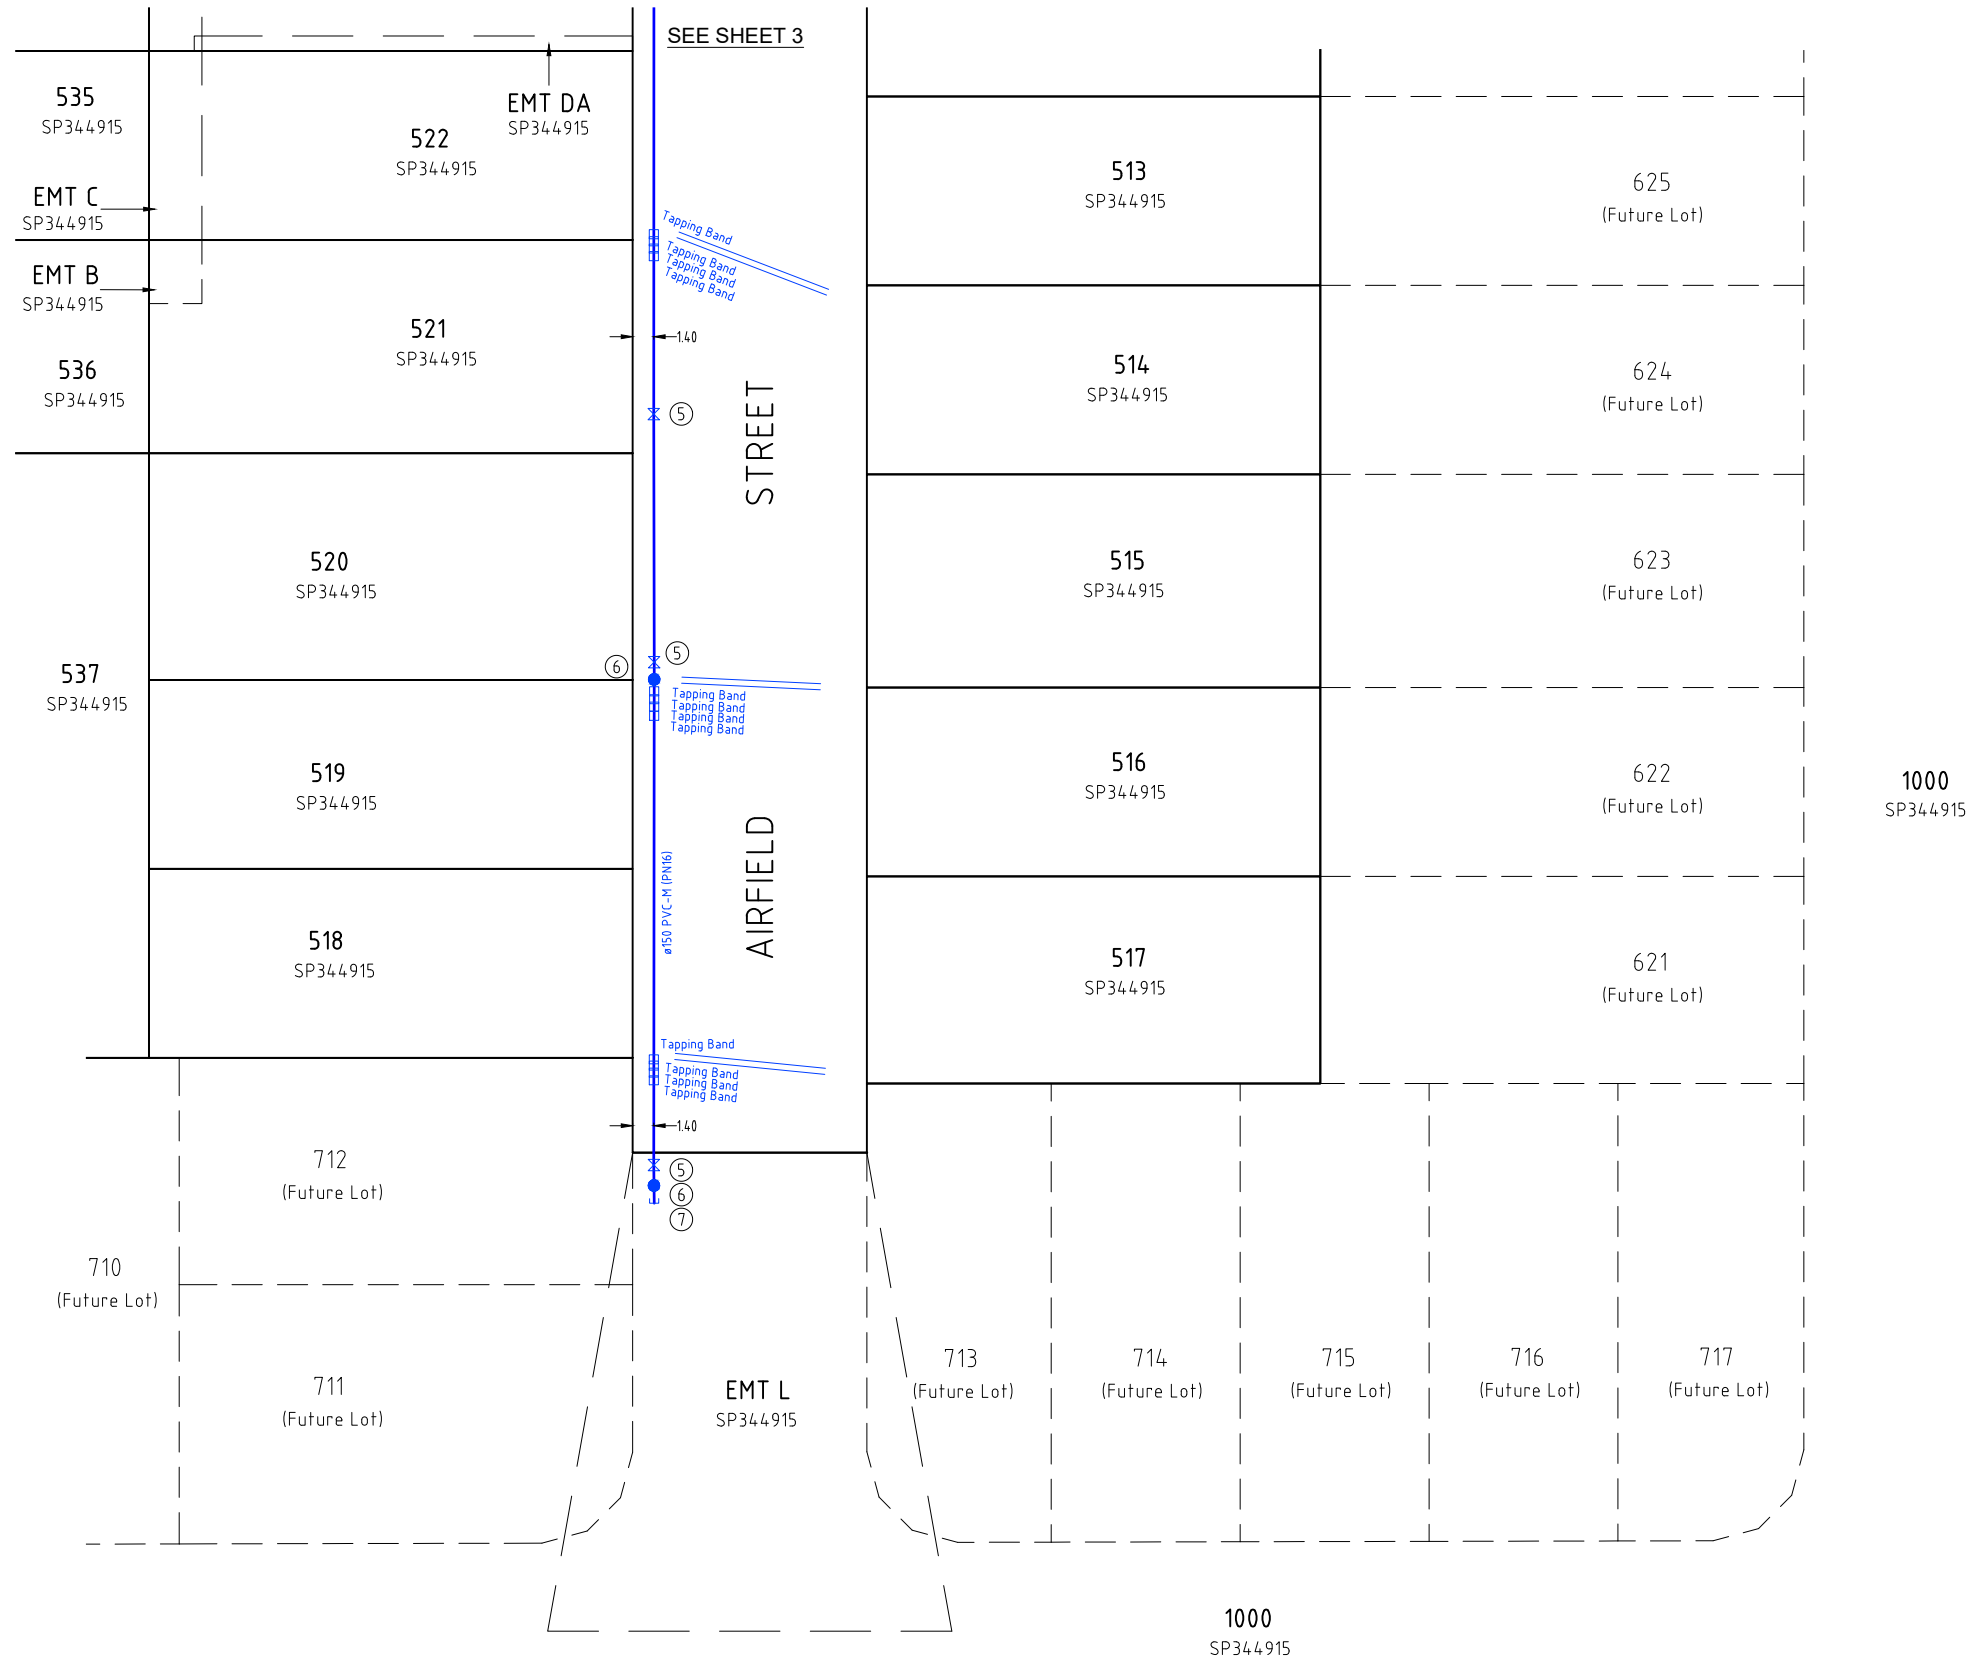 SEE SHEET 3
535
SP344915
EMT DA
SP344915
522
SP344915
513
SP344915
625
(Future Lot)
EMT C
SP344915
Tapping Band
Tapping Band
Tapping Band
Tapping Band
EMT B
SP344915
521
SP344915
1.40
536
SP344915
514
SP344915
624
(Future Lot)
5
STREET
520
SP344915
515
SP344915
623
(Future Lot)
537
SP344915
6
5
Tapping Band
Tapping Band
Tapping Band
Tapping Band
519
SP344915
516
SP344915
622
(Future Lot)
1000
SP344915
ø150 PVC-M (PN16)
AIRFIELD
518
SP344915
517
SP344915
621
(Future Lot)
Tapping Band
Tapping Band
Tapping Band
Tapping Band
1.40
712
(Future Lot)
5
6
7
710
(Future Lot)
711
(Future Lot)
EMT L
SP344915
713
(Future Lot)
714
(Future Lot)
715
(Future Lot)
716
(Future Lot)
717
(Future Lot)
1000
SP344915